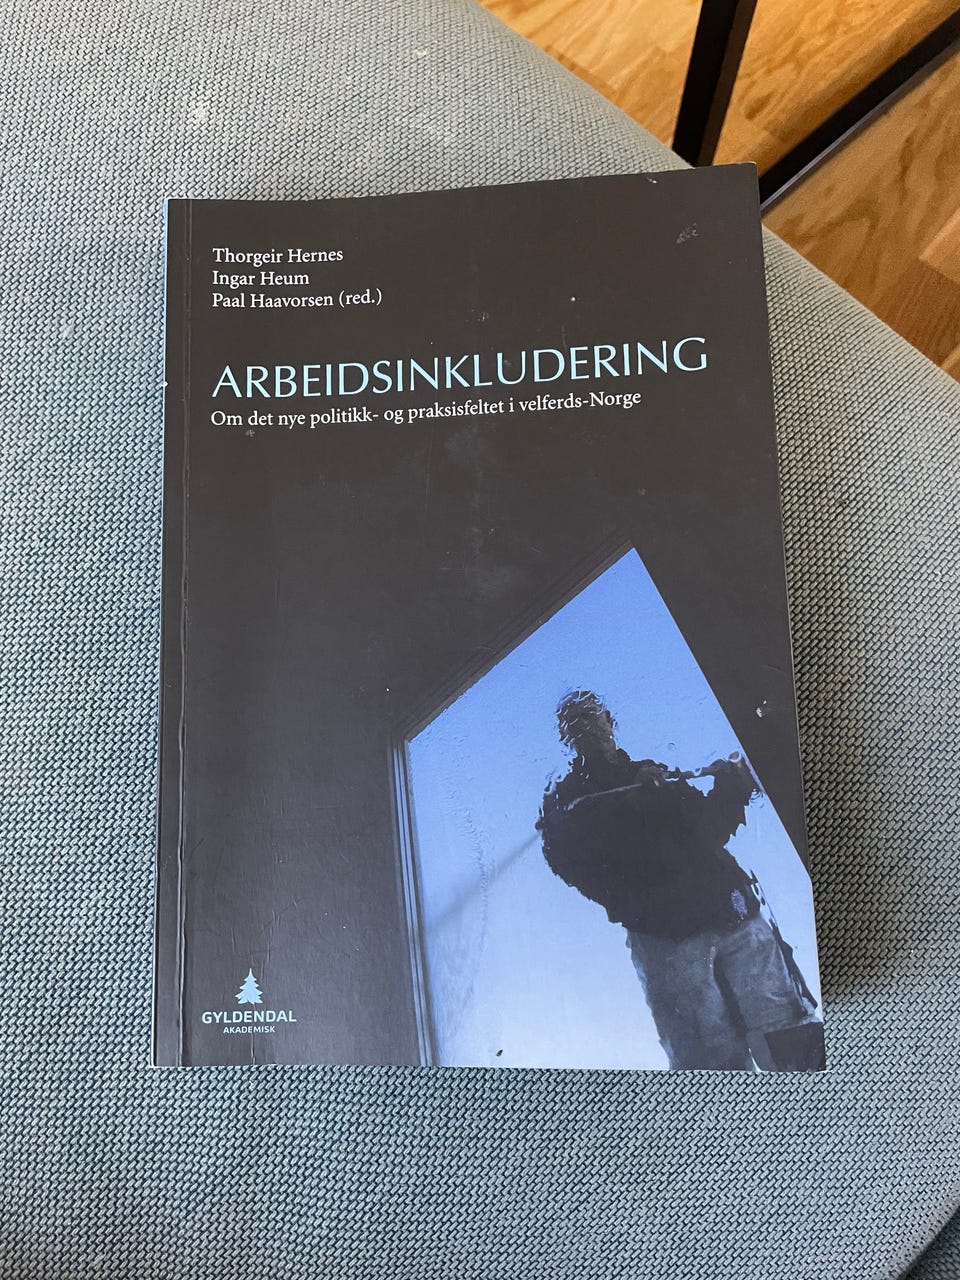 Thorgeir Hernes
Ingar Heum
Paal Haavorsen (red.)
ARBEIDSINKLUDERING
Om det nye politikk- og praksisfeltet i velferds-Norge
GYLDENDAL
AKADEMISK